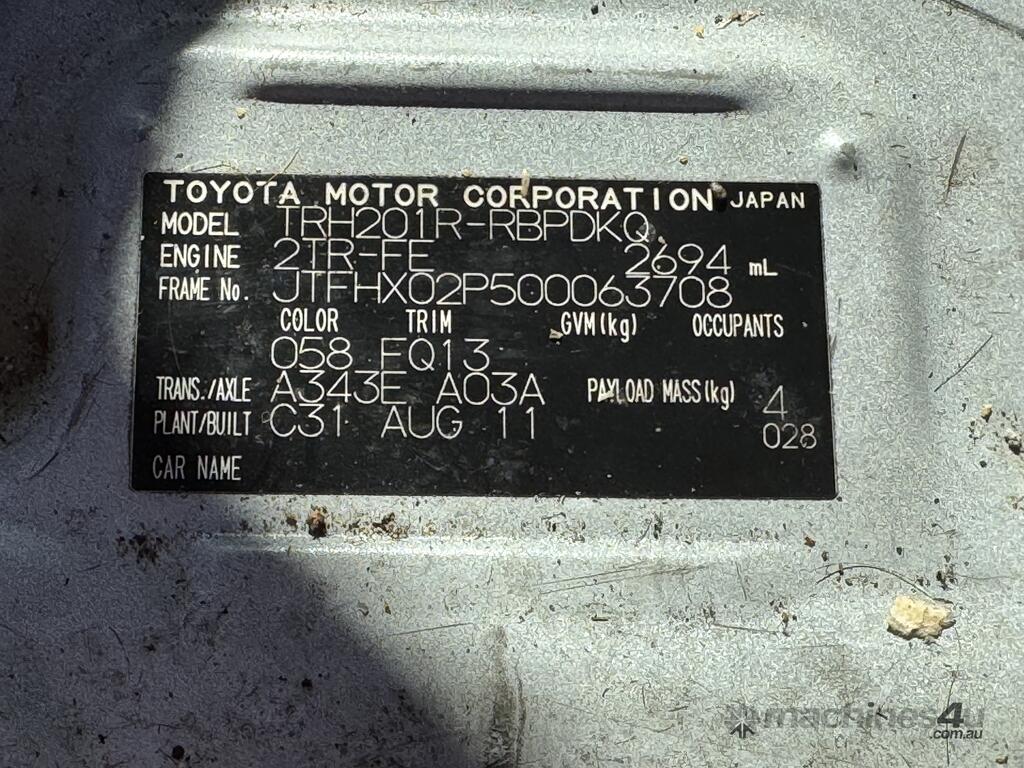 TOYOTA MOTOR CORPORATION JAPAN
MODEL TRH201R-RBPDKQ
ENGINE 2TR-FE 2694 mL
FRAME No. JTFHX02P500063708
COLOR TRIM GVM(kg) OCCUPANTS
058 FQ13
TRANS./AXLE A343E A03A PAYLOAD MASS(kg) 4
PLANT/BUILT C31 AUG 11 028
CAR NAME
machines4u
.com.au